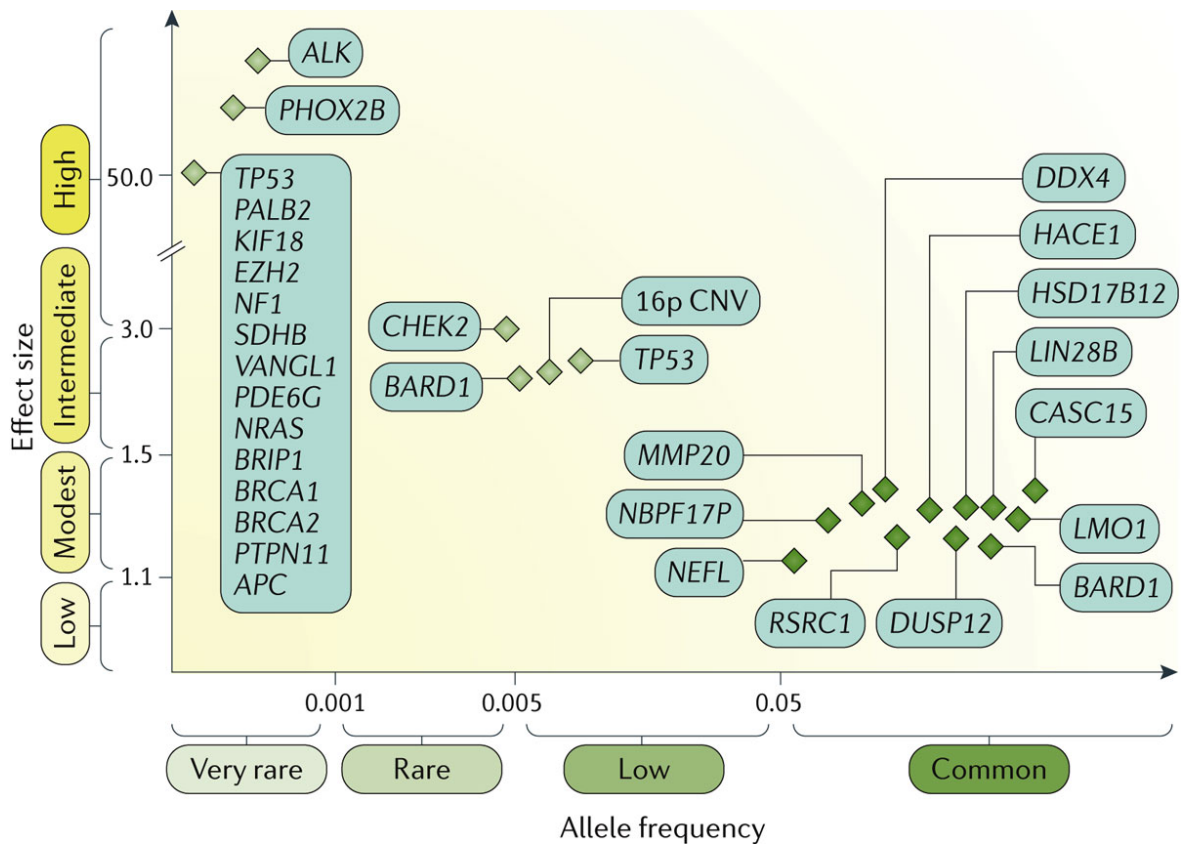 ALK
PHOX2B
High
50.0
TP53
PALB2
KIF18
EZH2
NF1
SDHB
VANGL1
PDE6G
NRAS
BRIP1
BRCA1
BRCA2
PTPN11
APC
DDX4
HACE1
HSD17B12
LIN28B
CASC15
16p CNV
CHEK2
TP53
BARD1
Effect size
Intermediate
3.0
1.5
MMP20
NBPF17P
NEFL
LMO1
BARD1
RSRC1
DUSP12
Modest
1.1
Low
0.001
0.005
0.05
Very rare
Rare
Low
Common
Allele frequency